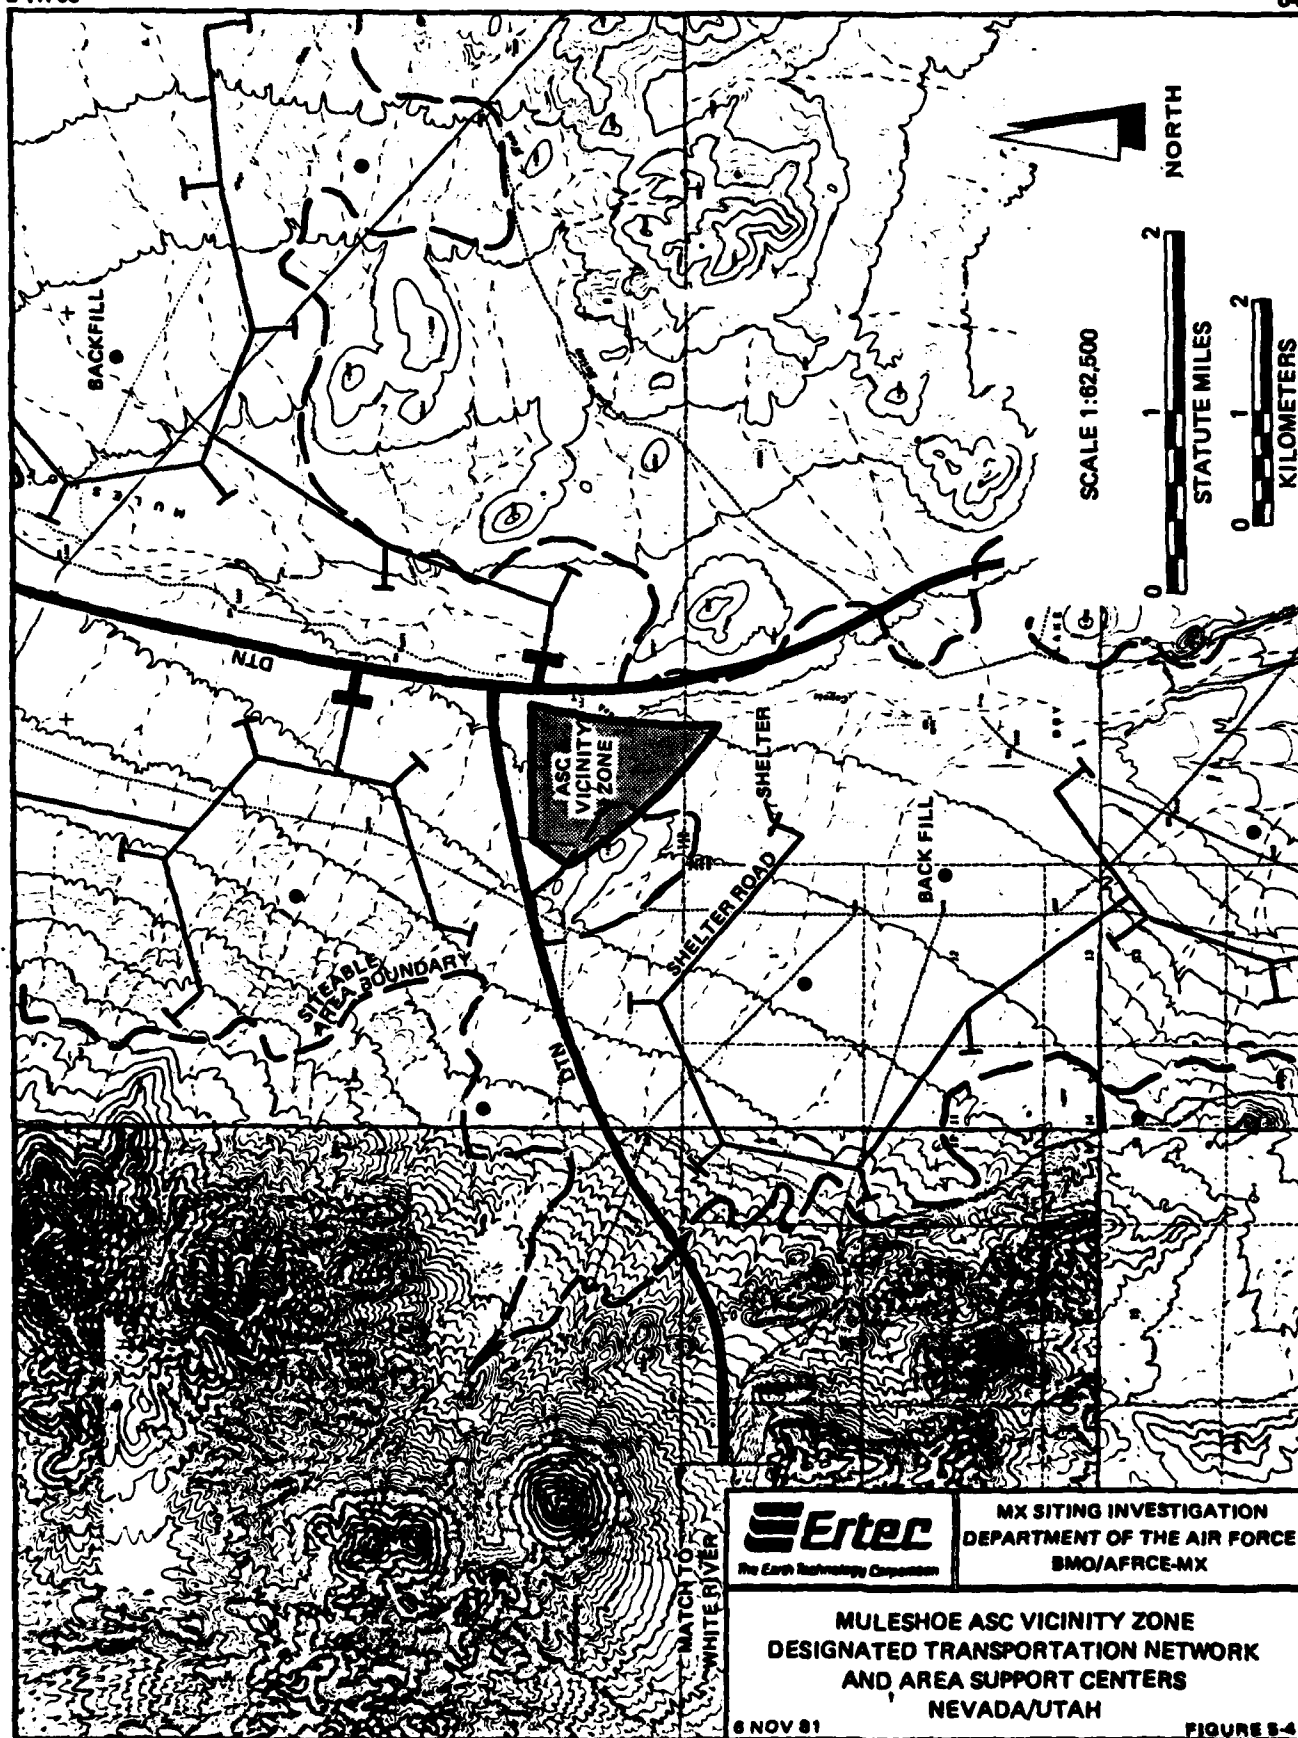 BACKFILL
DTN
ASC
VICINITY
ZONE
SHELTER
SHELTER ROAD
BACK FILL
SITEABLE
AREA BOUNDARY
DTN
MATCH TO
WHITE RIVER
NORTH
SCALE 1:62,500
0 1 2
STATUTE MILES
0 1 2
KILOMETERS
Ertec
The Earth Technology Corporation
MX SITING INVESTIGATION
DEPARTMENT OF THE AIR FORCE
BMO/AFRCE-MX
MULESHOE ASC VICINITY ZONE
DESIGNATED TRANSPORTATION NETWORK
AND AREA SUPPORT CENTERS
NEVADA/UTAH
6 NOV 81
FIGURE 5-4